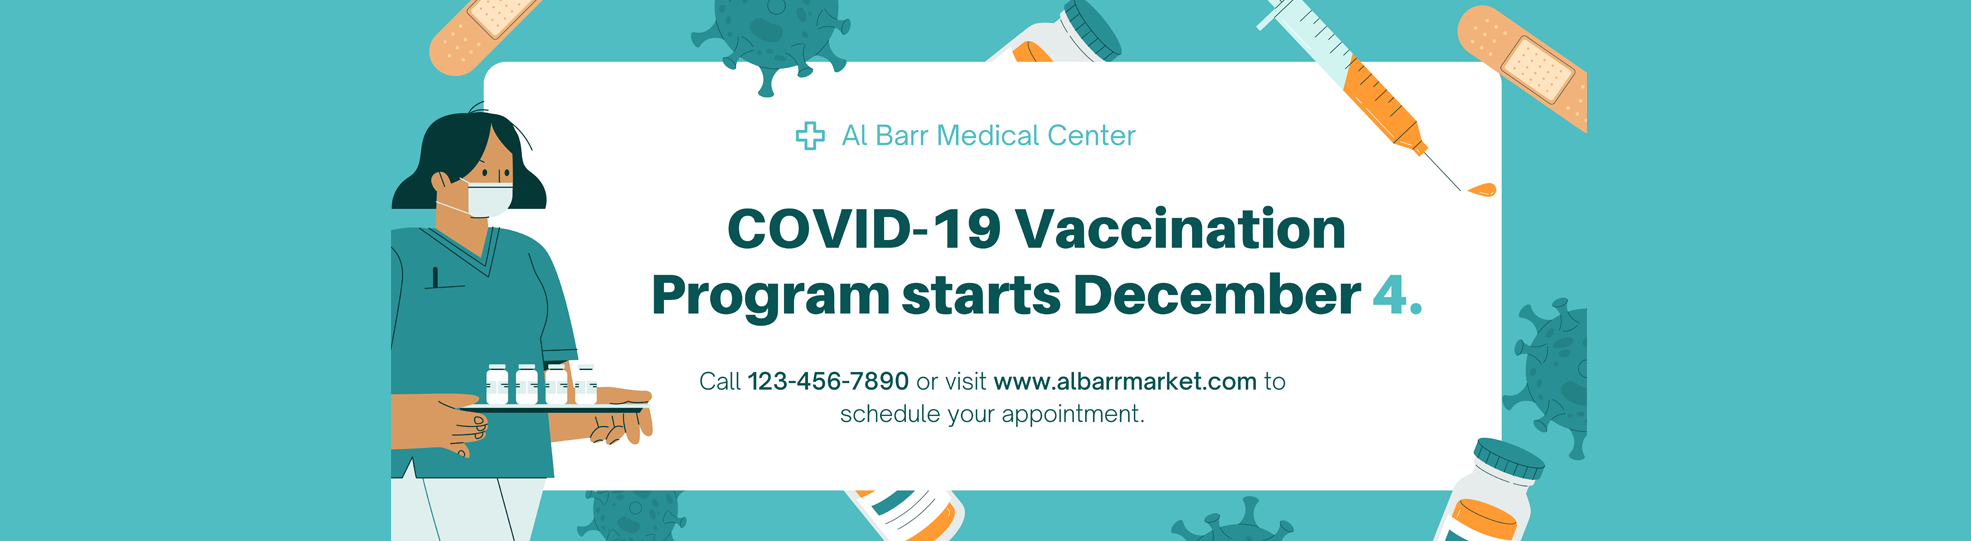 Al Barr Medical Center
COVID-19 Vaccination
Program starts December 4.
Call 123-456-7890 or visit www.albarrmarket.com to
schedule your appointment.